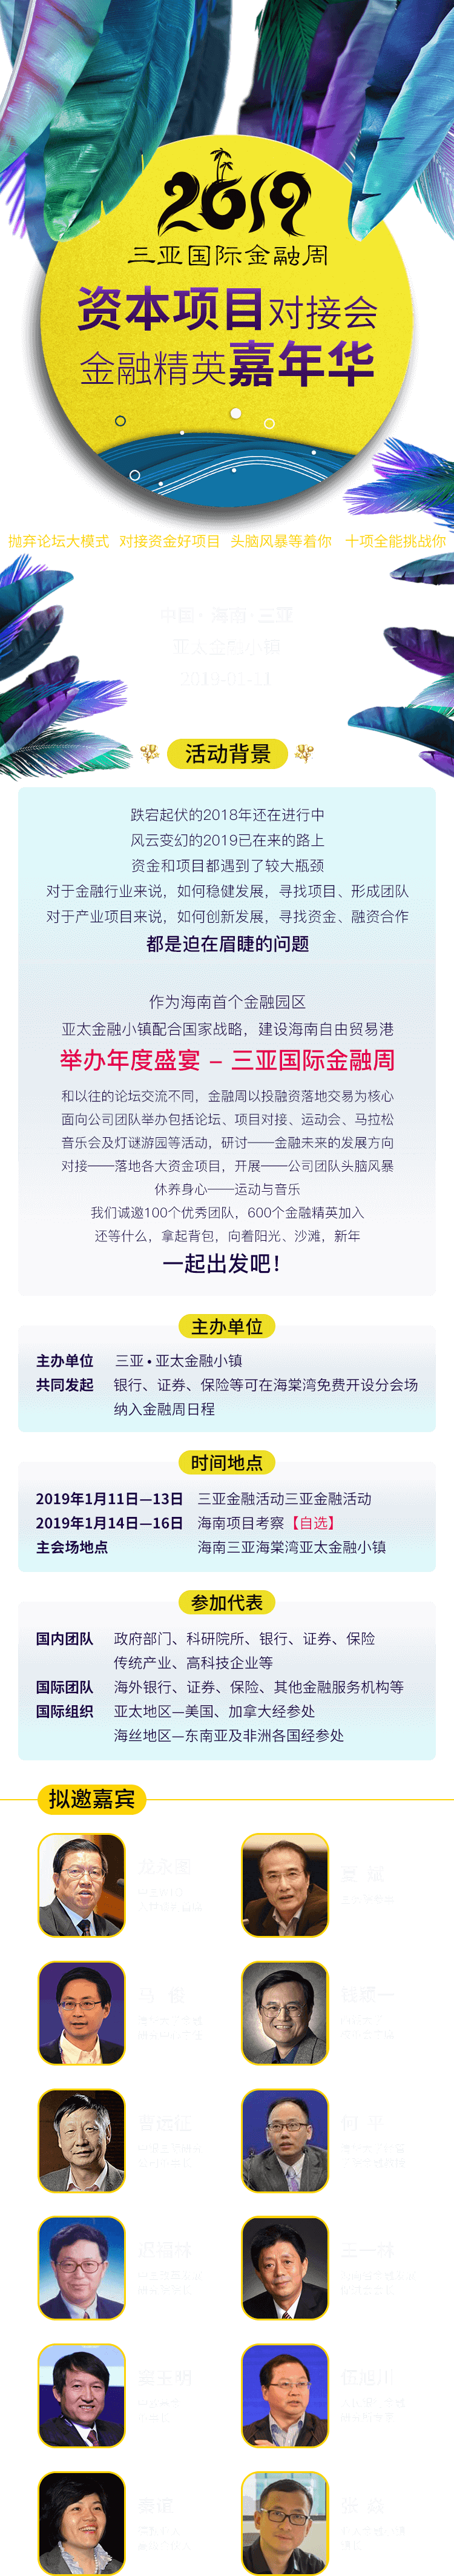 2019
三亚国际金融周
资本项目对接会
金融精英嘉年华
抛弃论坛大模式 对接资金好项目 头脑风暴等着你 十项全能挑战你
中国·海南·三亚
亚太金融小镇
2019-01-11
活动背景
跌宕起伏的2018年还在进行中
风云变幻的2019已在来的路上
资金和项目都遇到了较大瓶颈
对于金融行业来说，如何稳健发展，寻找项目、形成团队
对于产业项目来说，如何创新发展，寻找资金、融资合作
都是迫在眉睫的问题
作为海南首个金融园区
亚太金融小镇配合国家战略，建设海南自由贸易港
举办年度盛宴 – 三亚国际金融周
和以往的论坛交流不同，金融周以投融资落地交易为核心
面向公司团队举办包括论坛、项目对接、运动会、马拉松
音乐会及灯谜游园等活动，研讨——金融未来的发展方向
对接——落地各大资金项目，开展——公司团队头脑风暴
休养身心——运动与音乐
我们诚邀100个优秀团队，600个金融精英加入
还等什么，拿起背包，向着阳光、沙滩，新年
一起出发吧！
主办单位
主办单位 三亚•亚太金融小镇
共同发起 银行、证券、保险等可在海棠湾免费开设分会场
纳入金融周日程
时间地点
2019年1月11日—13日 三亚金融活动三亚金融活动
2019年1月14日—16日 海南项目考察【自选】
主会场地点 海南三亚海棠湾亚太金融小镇
参加代表
国内团队 政府部门、科研院所、银行、证券、保险
传统产业、高科技企业等
国际团队 海外银行、证券、保险、其他金融服务机构等
国际组织 亚太地区—美国、加拿大经参处
海丝地区—东南亚及非洲各国经参处
拟邀嘉宾
龙永图 夏 斌
马 骏 钱颖一
曹远征 何 平
迟福林 王一林
秦谊 张 焱